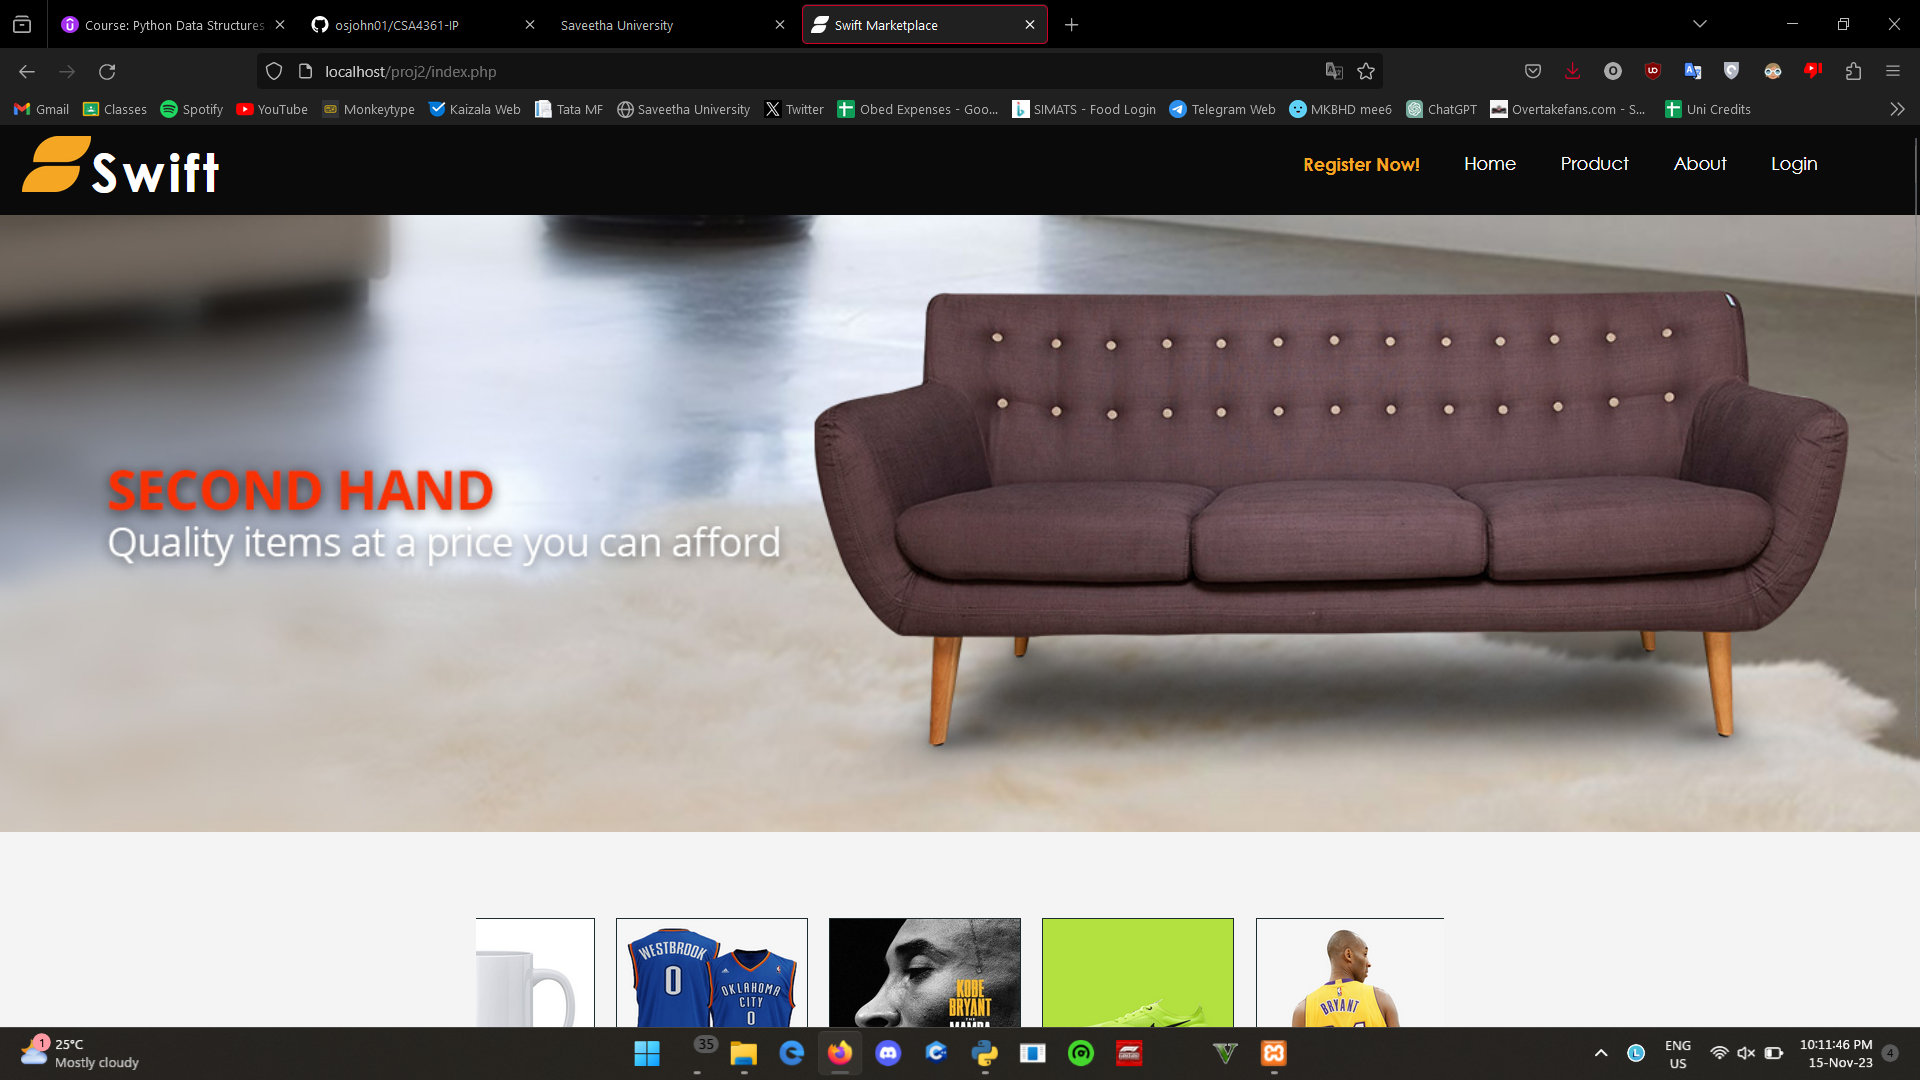 Course: Python Data Structures
osjohn01/CSA4361-IP
Saveetha University
Swift Marketplace
localhost/proj2/index.php
Gmail
Classes
Spotify
YouTube
Monkeytype
Kaizala Web
Tata MF
Saveetha University
Twitter
Obed Expenses - Goo...
SIMATS - Food Login
Telegram Web
MKBHD mee6
ChatGPT
Overtakefans.com - S...
Uni Credits
Swift
Register Now!
Home
Product
About
Login
SECOND HAND
Quality items at a price you can afford
WESTBROOK
0
OKLAHOMA
CITY
0
KOBE
BRYANT
THE
MAMBA
BRYANT
1
25°C
Mostly cloudy
35
ENG
US
10:11:46 PM
15-Nov-23
4